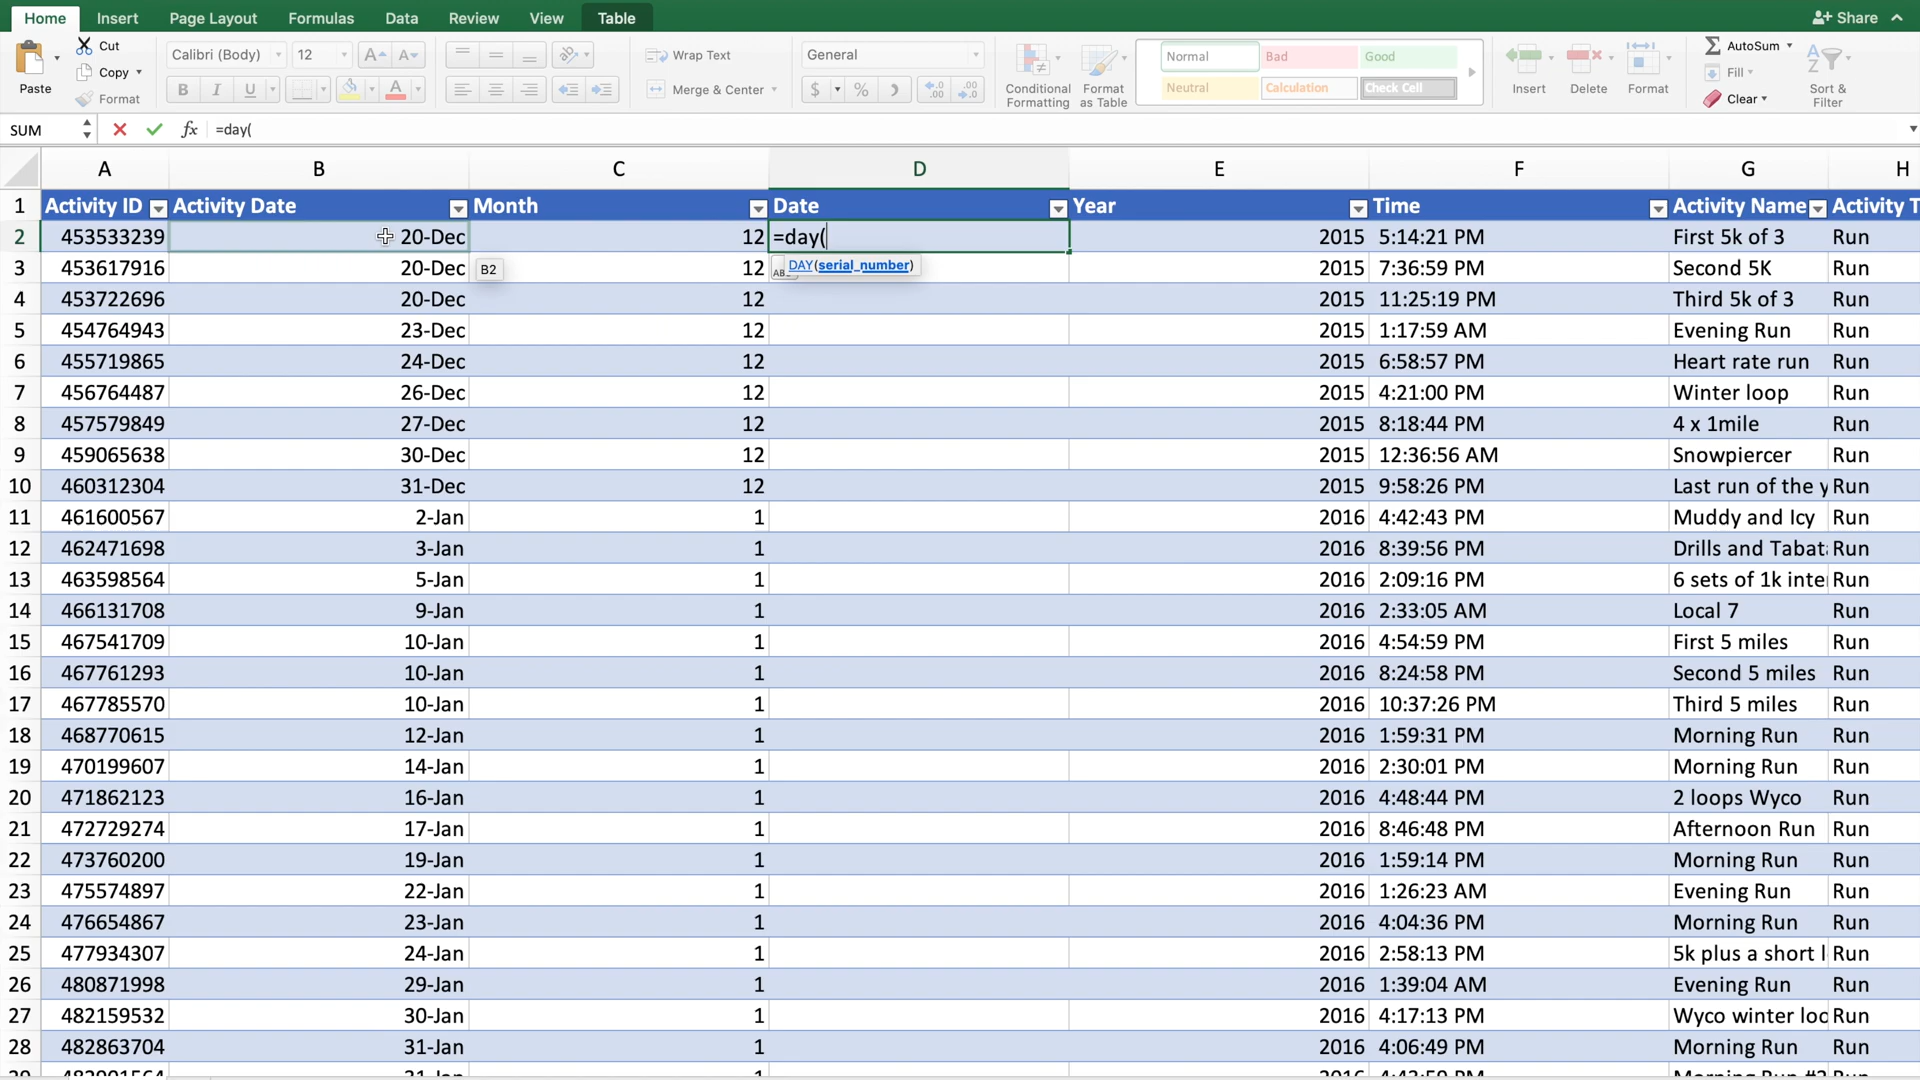 Home Insert Page Layout Formulas Data Review View Table Share
Cut
Copy
Format
Paste
Calibri (Body) 12
B I U
Wrap Text
Merge & Center
General
$ %
Conditional Formatting
Format as Table
Normal Bad Good
Neutral Calculation Check Cell
Insert Delete Format
AutoSum
Fill
Clear
Sort & Filter
SUM fx =day(
A B C D E F G H
1 Activity ID Activity Date Month Date Year Time Activity Name Activity T
2 453533239 20-Dec 12 =day( 2015 5:14:21 PM First 5k of 3 Run
3 453617916 20-Dec B2 12 DAY(serial_number) 2015 7:36:59 PM Second 5K Run
4 453722696 20-Dec 12 2015 11:25:19 PM Third 5k of 3 Run
5 454764943 23-Dec 12 2015 1:17:59 AM Evening Run Run
6 455719865 24-Dec 12 2015 6:58:57 PM Heart rate run Run
7 456764487 26-Dec 12 2015 4:21:00 PM Winter loop Run
8 457579849 27-Dec 12 2015 8:18:44 PM 4 x 1mile Run
9 459065638 30-Dec 12 2015 12:36:56 AM Snowpiercer Run
10 460312304 31-Dec 12 2015 9:58:26 PM Last run of the y Run
11 461600567 2-Jan 1 2016 4:42:43 PM Muddy and Icy Run
12 462471698 3-Jan 1 2016 8:39:56 PM Drills and Tabat Run
13 463598564 5-Jan 1 2016 2:09:16 PM 6 sets of 1k inte Run
14 466131708 9-Jan 1 2016 2:33:05 AM Local 7 Run
15 467541709 10-Jan 1 2016 4:54:59 PM First 5 miles Run
16 467761293 10-Jan 1 2016 8:24:58 PM Second 5 miles Run
17 467785570 10-Jan 1 2016 10:37:26 PM Third 5 miles Run
18 468770615 12-Jan 1 2016 1:59:31 PM Morning Run Run
19 470199607 14-Jan 1 2016 2:30:01 PM Morning Run Run
20 471862123 16-Jan 1 2016 4:48:44 PM 2 loops Wyco Run
21 472729274 17-Jan 1 2016 8:46:48 PM Afternoon Run Run
22 473760200 19-Jan 1 2016 1:59:14 PM Morning Run Run
23 475574897 22-Jan 1 2016 1:26:23 AM Evening Run Run
24 476654867 23-Jan 1 2016 4:04:36 PM Morning Run Run
25 477934307 24-Jan 1 2016 2:58:13 PM 5k plus a short l Run
26 480871998 29-Jan 1 2016 1:39:04 AM Evening Run Run
27 482159532 30-Jan 1 2016 4:17:13 PM Wyco winter loo Run
28 482863704 31-Jan 1 2016 4:06:49 PM Morning Run Run